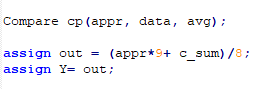 Compare cp(appr, data, avg);
assign out = (appr*9+ c_sum)/8;
assign Y= out;